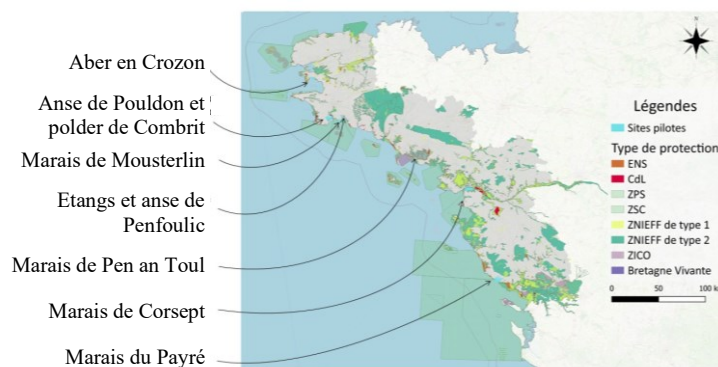 Aber en Crozon
Anse de Pouldon et
polder de Combrit
Marais de Mousterlin
Etangs et anse de
Penfoulic
Marais de Pen an Toul
Marais de Corsept
Marais du Payré
Légendes
Sites pilotes
Type de protection
ENS
CdL
ZPS
ZSC
ZNIEFF de type 1
ZNIEFF de type 2
ZICO
Bretagne Vivante
0 50 100 k